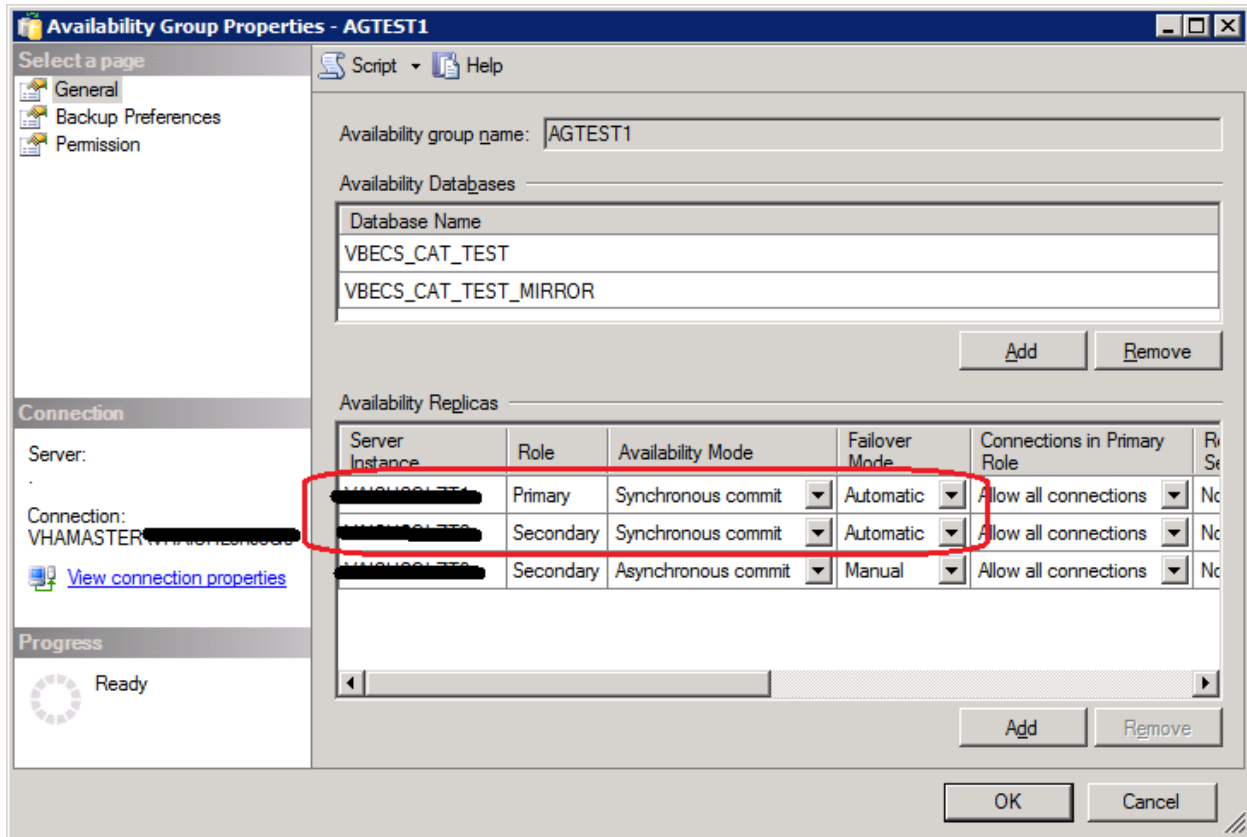 Availability Group Properties - AGTEST1
Select a page
General
Backup Preferences
Permission
Script Help
Availability group name: AGTEST1
Availability Databases
Database Name
VBECS_CAT_TEST
VBECS_CAT_TEST_MIRROR
Add Remove
Availability Replicas
Server Instance Role Availability Mode Failover Mode Connections in Primary Role
Primary Synchronous commit Automatic Allow all connections
Secondary Synchronous commit Automatic Allow all connections
Secondary Asynchronous commit Manual Allow all connections
Add Remove
Connection
Server:
.
Connection:
VHAMASTER
View connection properties
Progress
Ready
OK Cancel